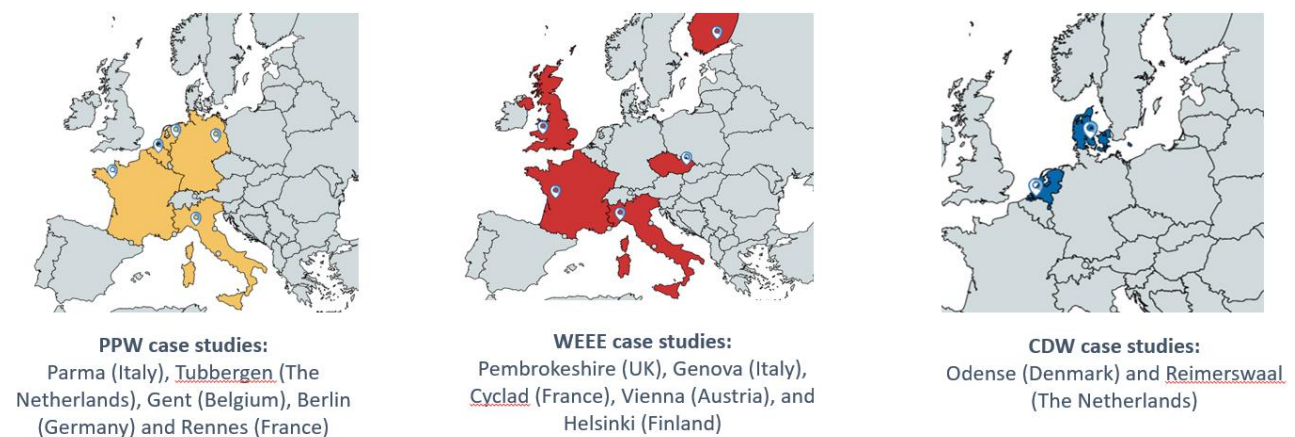 PPW case studies:
Parma (Italy), Tubbergen (The
Netherlands), Gent (Belgium), Berlin
(Germany) and Rennes (France)
WEEE case studies:
Pembrokeshire (UK), Genova (Italy),
Cyclad (France), Vienna (Austria), and
Helsinki (Finland)
CDW case studies:
Odense (Denmark) and Reimerswaal
(The Netherlands)